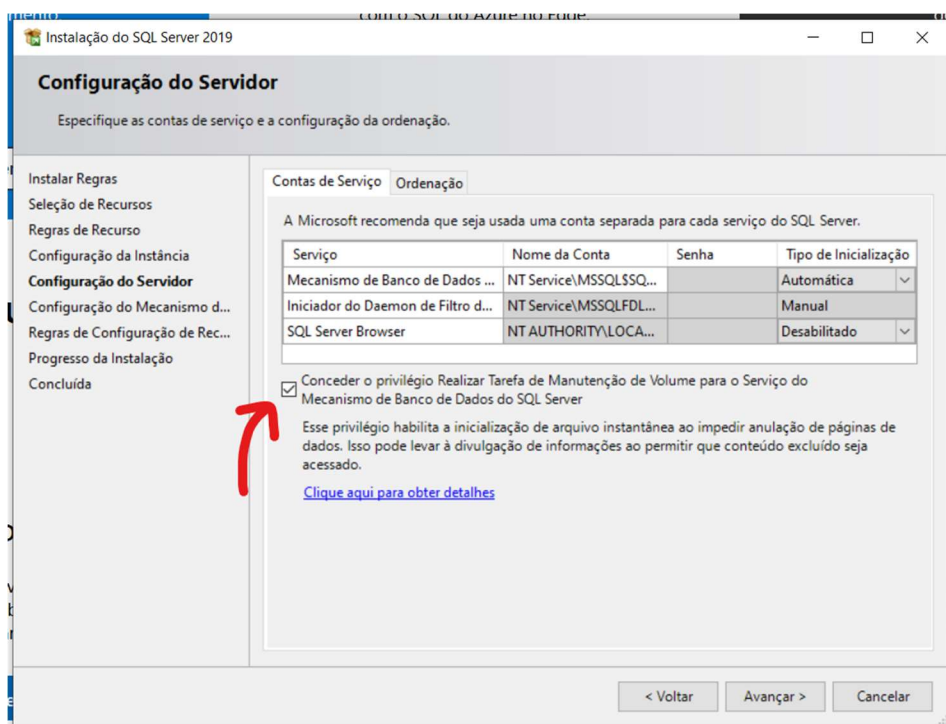 com o SQL do Azure no Edge.
Instalação do SQL Server 2019
Configuração do Servidor
Especifique as contas de serviço e a configuração da ordenação.
Instalar Regras
Seleção de Recursos
Regras de Recurso
Configuração da Instância
Configuração do Servidor
Configuração do Mecanismo d...
Regras de Configuração de Rec...
Progresso da Instalação
Concluída
Contas de Serviço Ordenação
A Microsoft recomenda que seja usada uma conta separada para cada serviço do SQL Server.
Serviço Nome da Conta Senha Tipo de Inicialização
Mecanismo de Banco de Dados ... NT Service\MSSQL$SQ... Automática
Iniciador do Daemon de Filtro d... NT Service\MSSQLFDL... Manual
SQL Server Browser NT AUTHORITY\LOCA... Desabilitado
Conceder o privilégio Realizar Tarefa de Manutenção de Volume para o Serviço do
Mecanismo de Banco de Dados do SQL Server
Esse privilégio habilita a inicialização de arquivo instantânea ao impedir anulação de páginas de
dados. Isso pode levar à divulgação de informações ao permitir que conteúdo excluído seja
acessado.
Clique aqui para obter detalhes
< Voltar Avançar > Cancelar